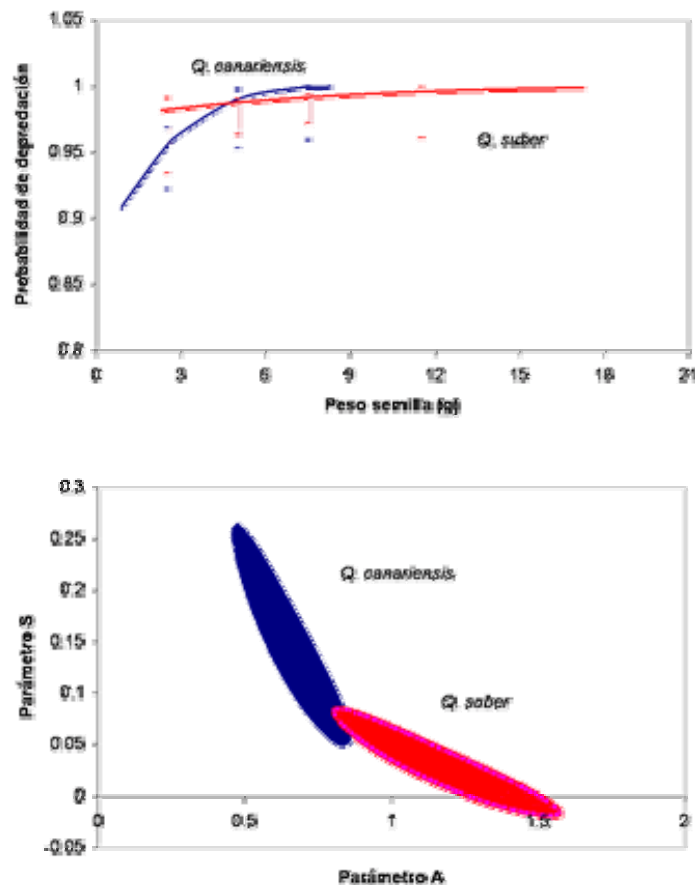 1.05
1
0.95
0.9
0.85
0.8
Probabilidad de depredación
Q. canariensis
Q. suber
0 3 6 9 12 15 18 21
Peso semilla (g)
0.3
0.25
0.2
0.15
0.1
0.05
0
-0.05
Parámetro S
Q. canariensis
Q. suber
0 0.5 1 1.5 2
Parámetro A